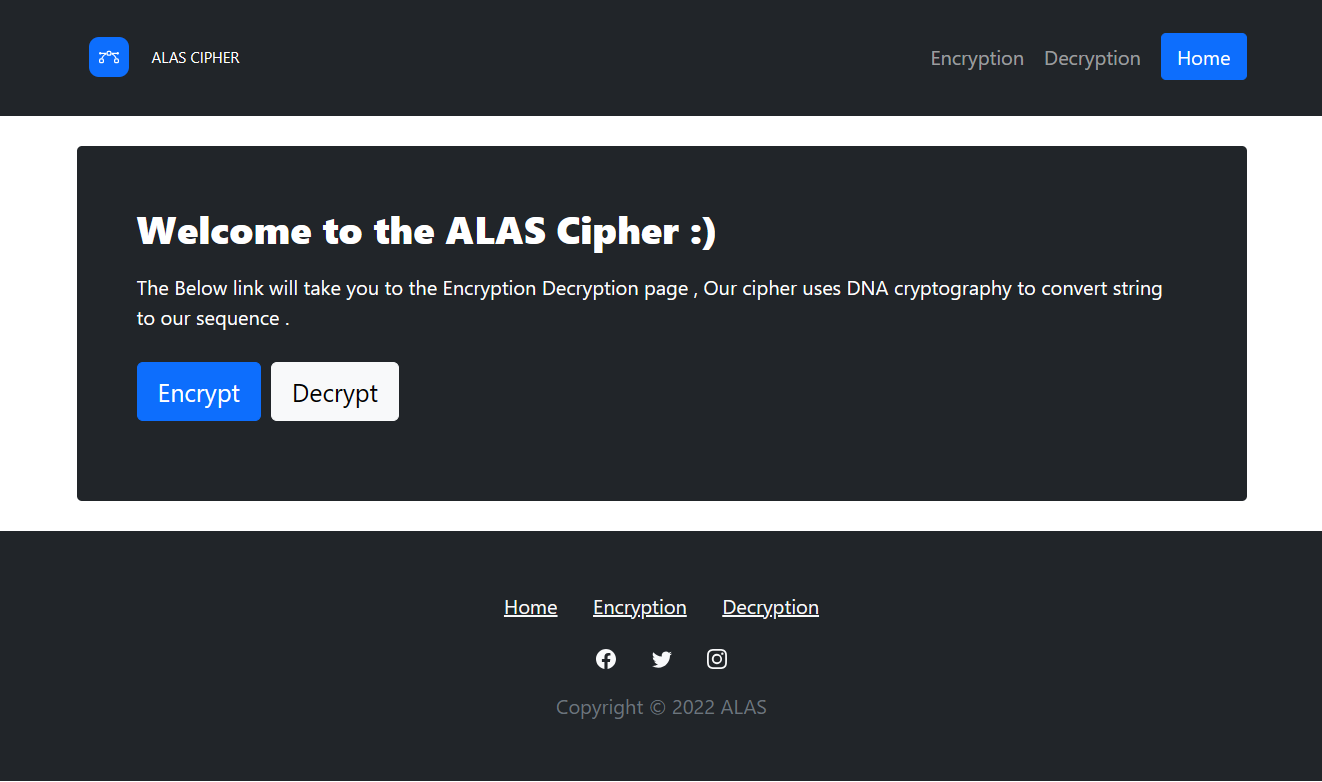 ALAS CIPHER
Encryption Decryption Home
Welcome to the ALAS Cipher :)
The Below link will take you to the Encryption Decryption page , Our cipher uses DNA cryptography to convert string
to our sequence .
Encrypt Decrypt
Home Encryption Decryption
Copyright © 2022 ALAS